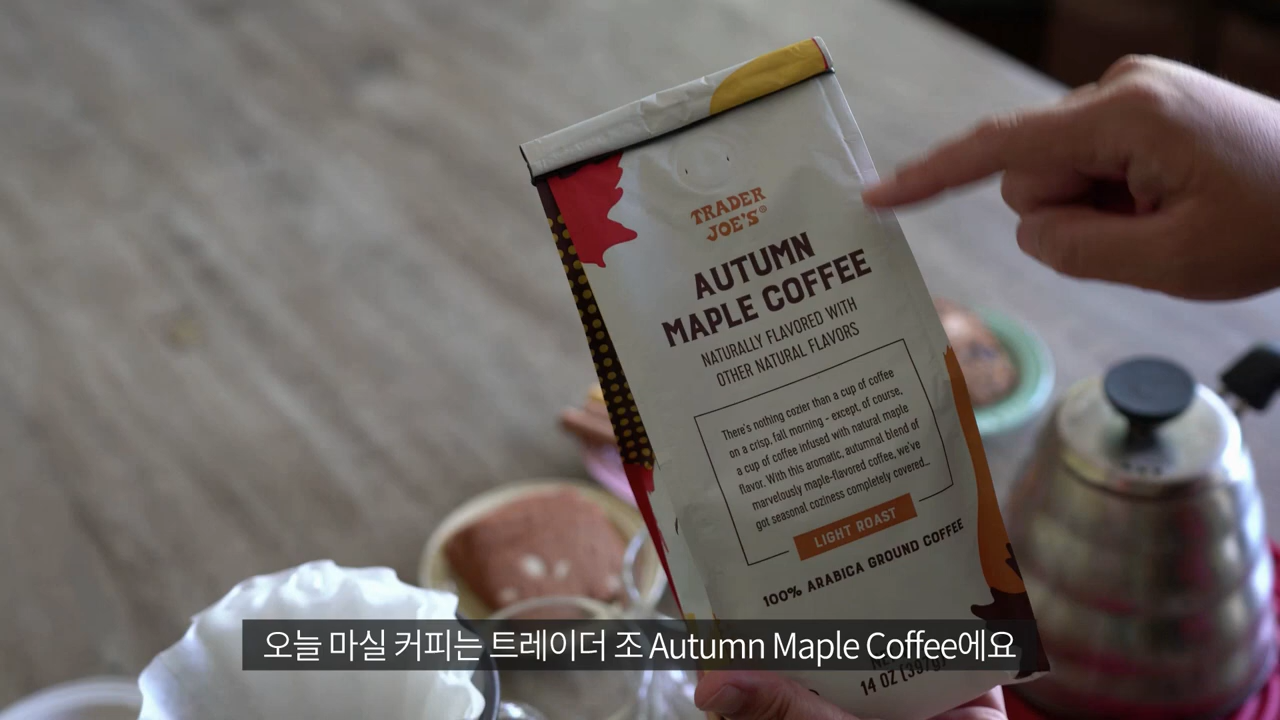 TRADER
JOE'S®
AUTUMN
MAPLE COFFEE
NATURALLY FLAVORED WITH
OTHER NATURAL FLAVORS
There's nothing cozier than a cup of coffee
on a crisp, fall morning – except, of course,
a cup of coffee infused with natural maple
flavor. With this aromatic, autumnal blend of
marvelously maple-flavored coffee, we've
got seasonal coziness completely covered...
LIGHT ROAST
100% ARABICA GROUND COFFEE
오늘 마실 커피는 트레이더 조 Autumn Maple Coffee에요
14 OZ (397g)